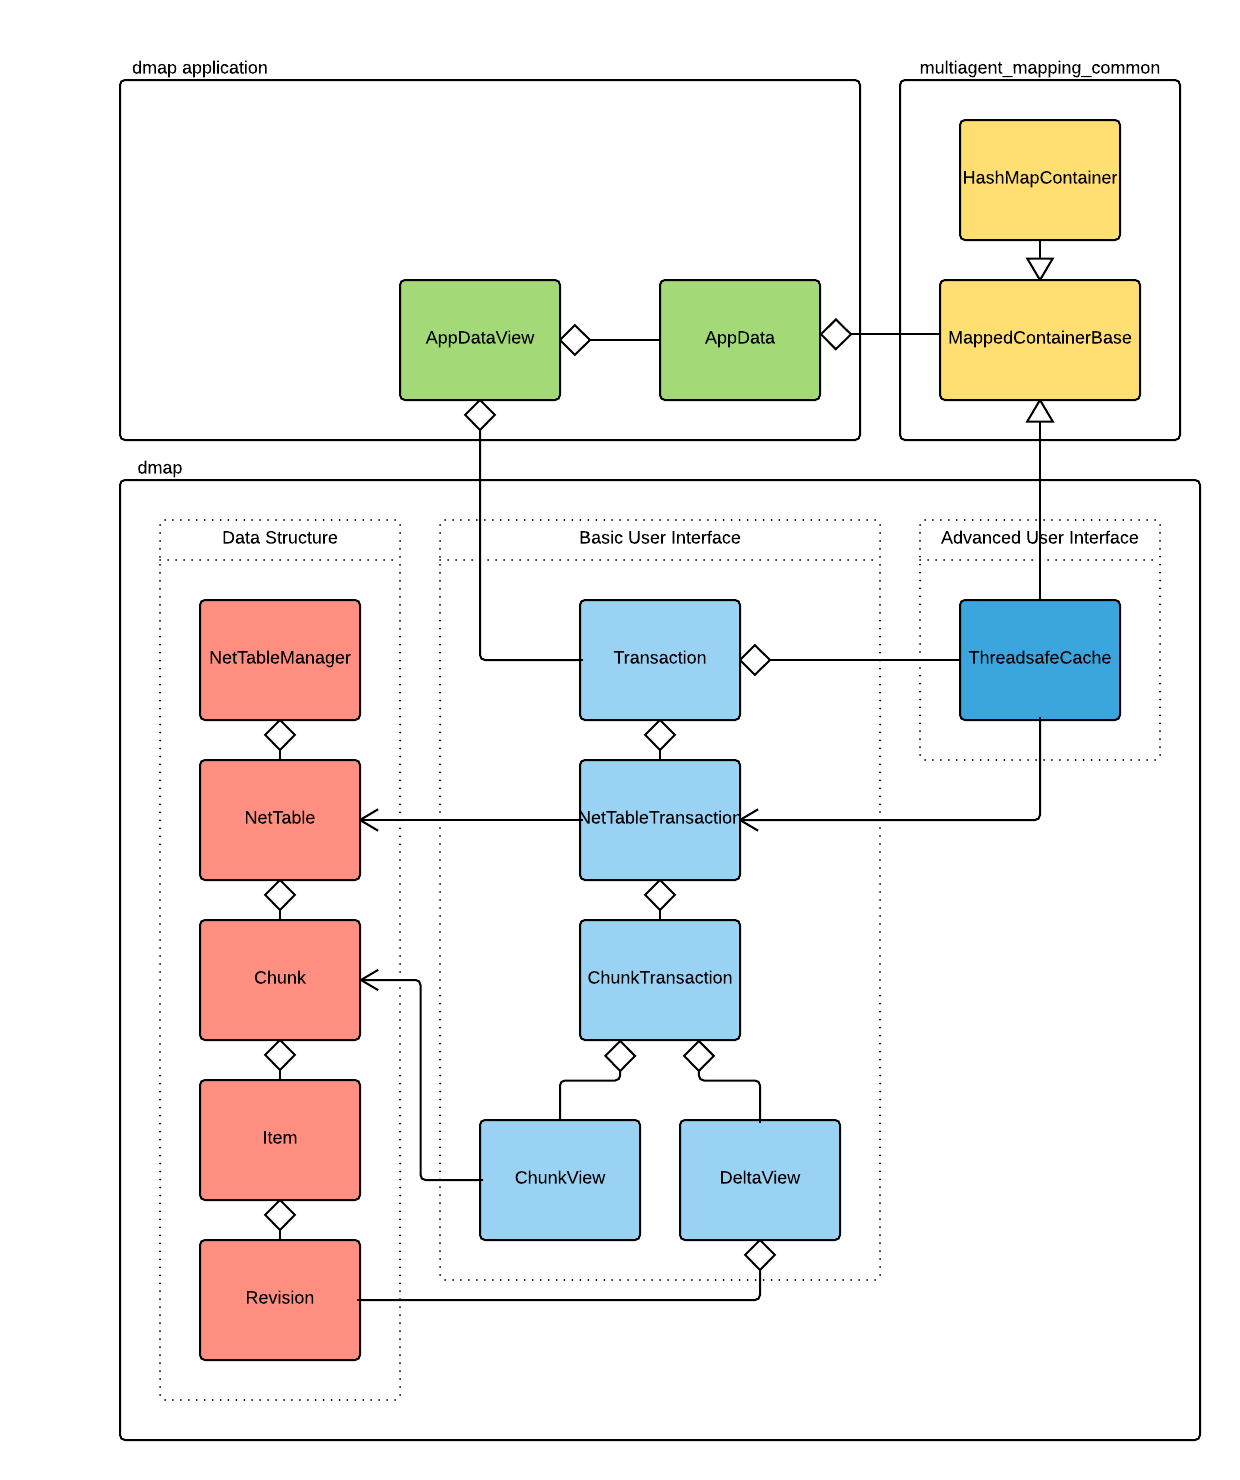 dmap application
multiagent_mapping_common
HashMapContainer
AppDataView
AppData
MappedContainerBase
dmap
Data Structure
Basic User Interface
Advanced User Interface
NetTableManager
Transaction
ThreadsafeCache
NetTable
NetTableTransaction
Chunk
ChunkTransaction
Item
ChunkView
DeltaView
Revision